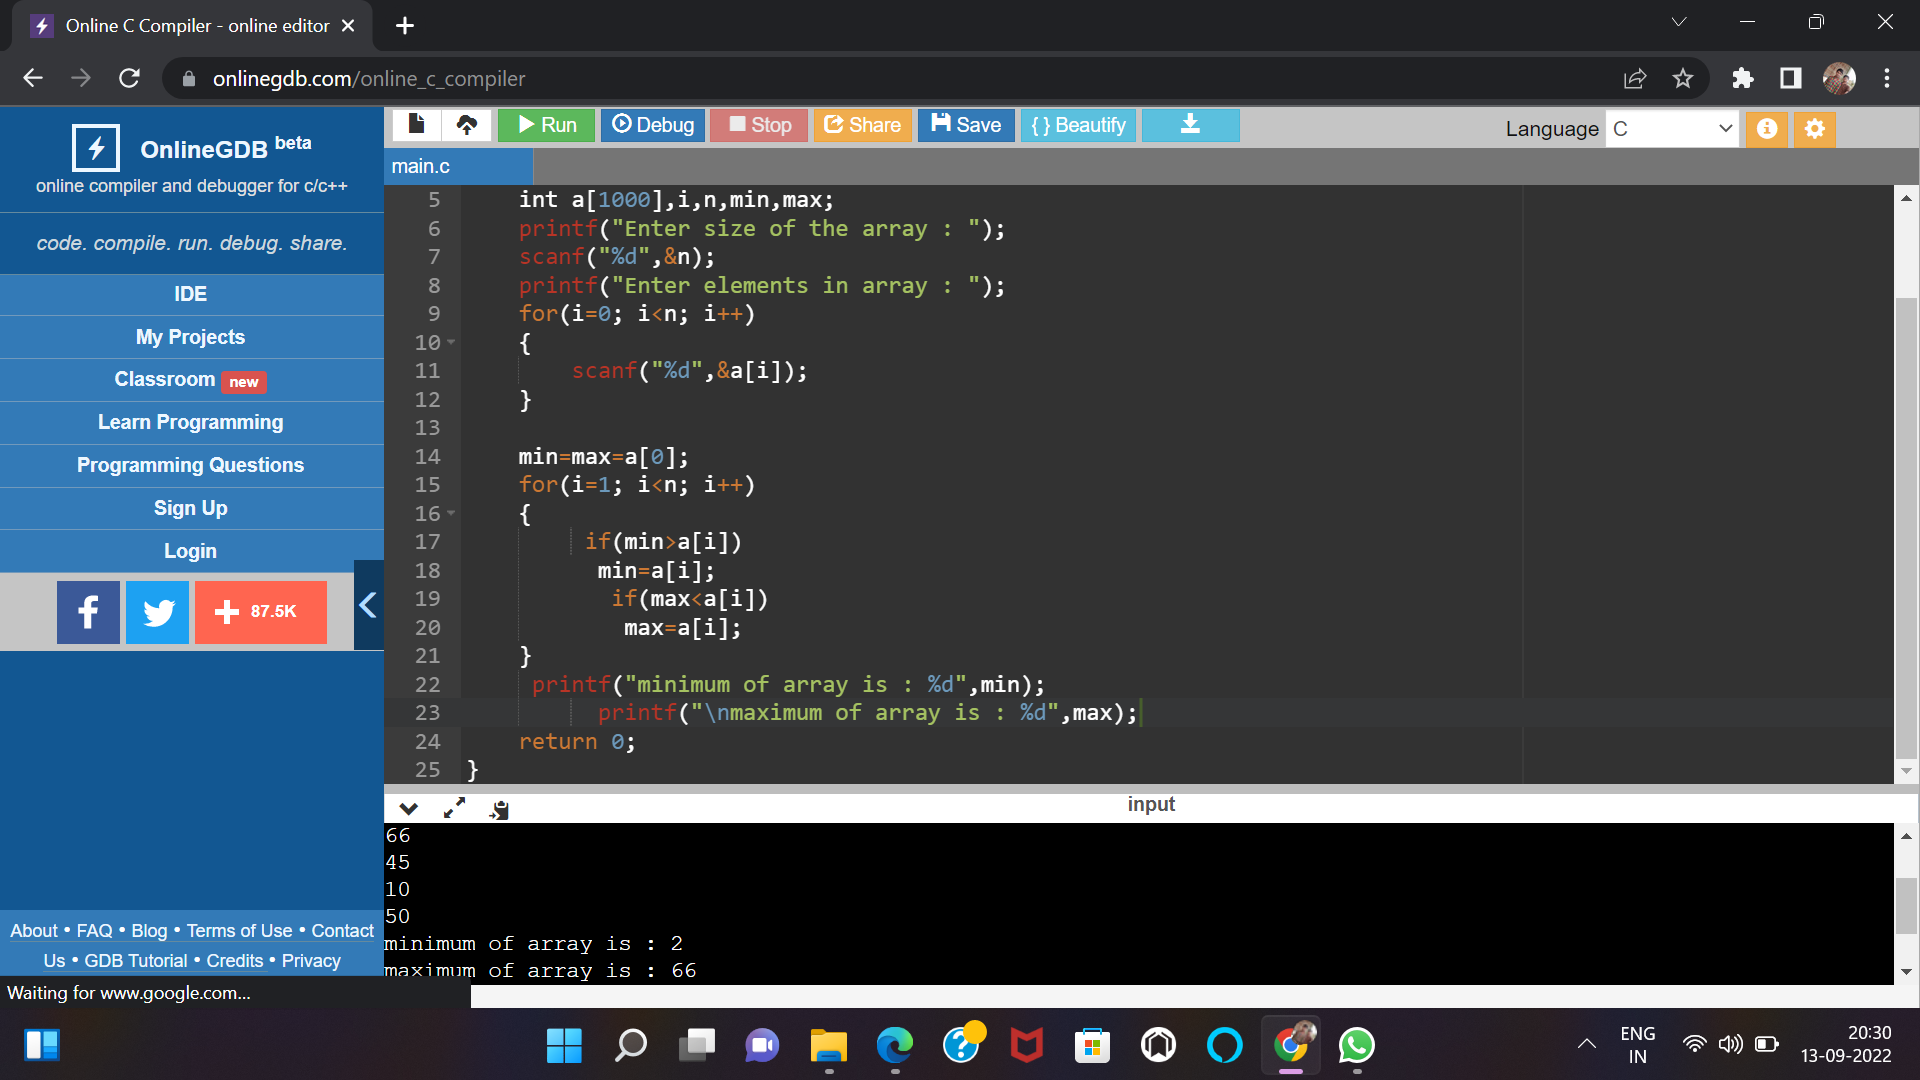 Online C Compiler - online editor
onlinegdb.com/online_c_compiler
OnlineGDB beta
online compiler and debugger for c/c++
code. compile. run. debug. share.
IDE
My Projects
Classroom new
Learn Programming
Programming Questions
Sign Up
Login
f
87.5K
About • FAQ • Blog • Terms of Use • Contact
Us • GDB Tutorial • Credits • Privacy
Waiting for www.google.com...
Run Debug Stop Share Save { } Beautify
Language C
main.c
5 int a[1000],i,n,min,max;
6 printf("Enter size of the array : ");
7 scanf("%d",&n);
8 printf("Enter elements in array : ");
9 for(i=0; i<n; i++)
10 {
11 scanf("%d",&a[i]);
12 }
13
14 min=max=a[0];
15 for(i=1; i<n; i++)
16 {
17 if(min>a[i])
18 min=a[i];
19 if(max<a[i])
20 max=a[i];
21 }
22 printf("minimum of array is : %d",min);
23 printf("\nmaximum of array is : %d",max);
24 return 0;
25 }
input
66
45
10
50
minimum of array is : 2
maximum of array is : 66
ENG
IN
20:30
13-09-2022